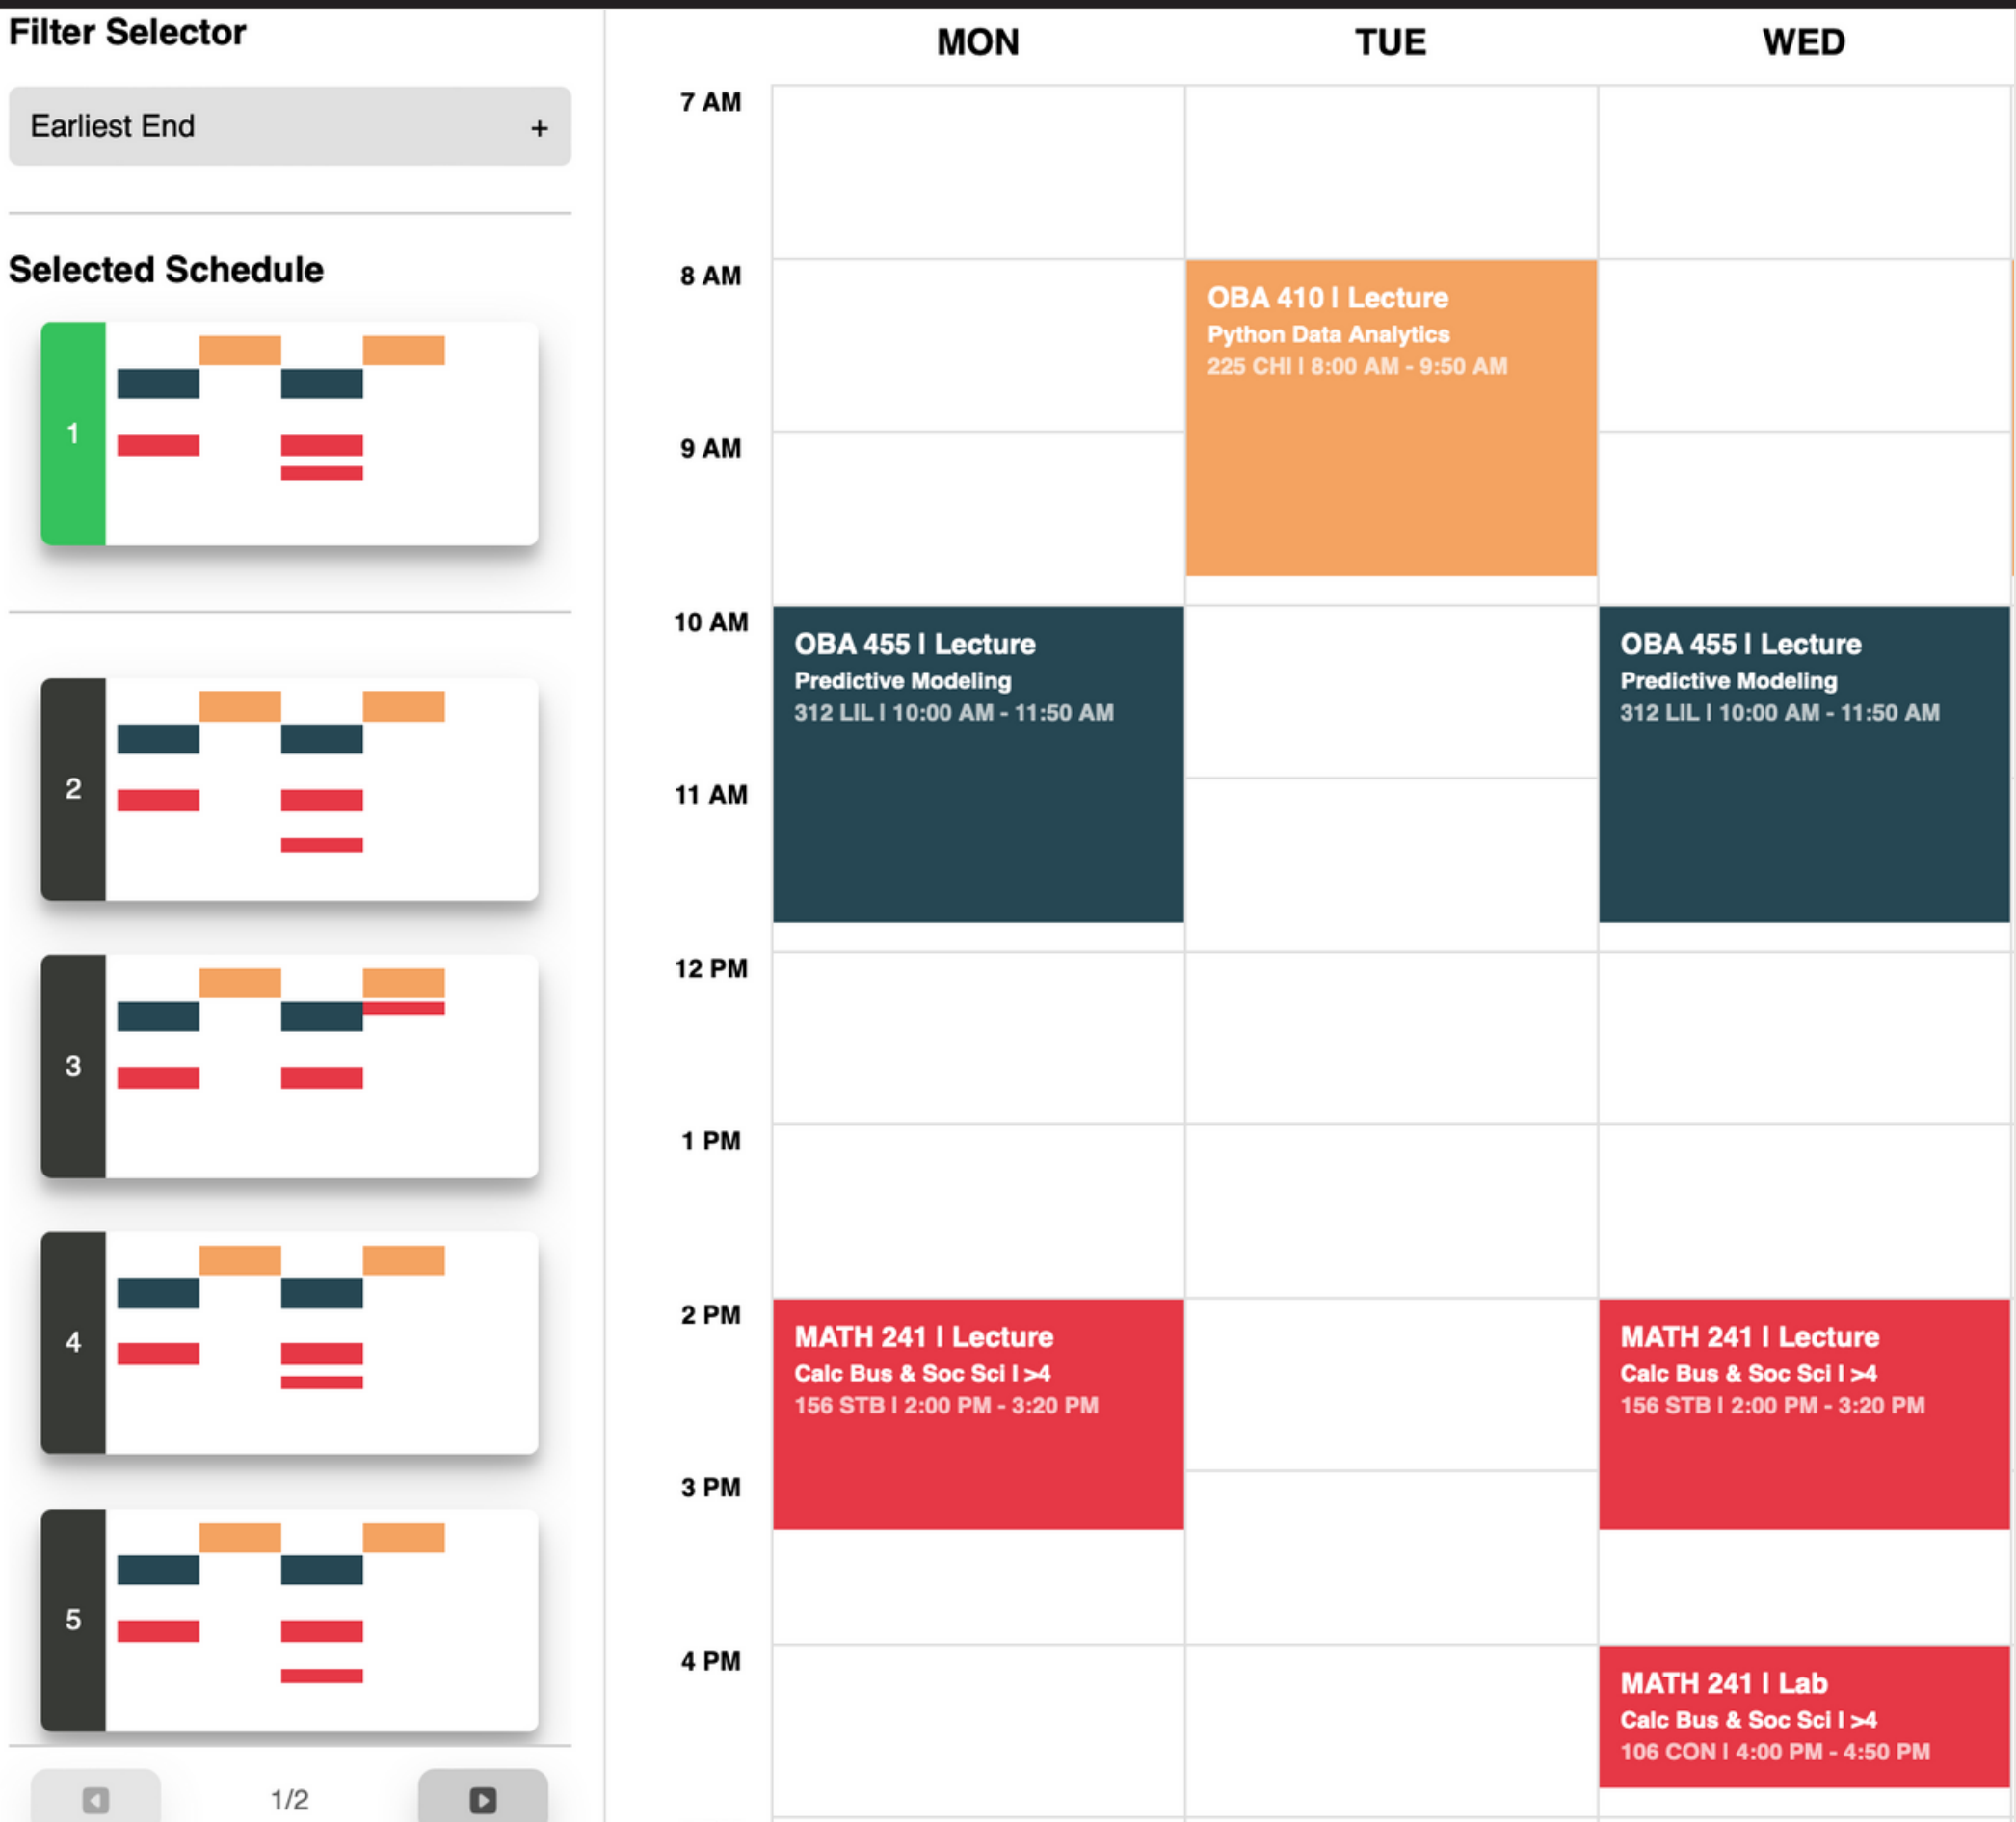 Filter Selector
Earliest End +
Selected Schedule
1
2
3
4
5
1/2
MON TUE WED
7 AM
8 AM
OBA 410 | Lecture
Python Data Analytics
225 CHI | 8:00 AM - 9:50 AM
9 AM
10 AM
OBA 455 | Lecture
Predictive Modeling
312 LIL | 10:00 AM - 11:50 AM
OBA 455 | Lecture
Predictive Modeling
312 LIL | 10:00 AM - 11:50 AM
11 AM
12 PM
1 PM
2 PM
MATH 241 | Lecture
Calc Bus & Soc Sci I >4
156 STB | 2:00 PM - 3:20 PM
MATH 241 | Lecture
Calc Bus & Soc Sci I >4
156 STB | 2:00 PM - 3:20 PM
3 PM
4 PM
MATH 241 | Lab
Calc Bus & Soc Sci I >4
106 CON | 4:00 PM - 4:50 PM